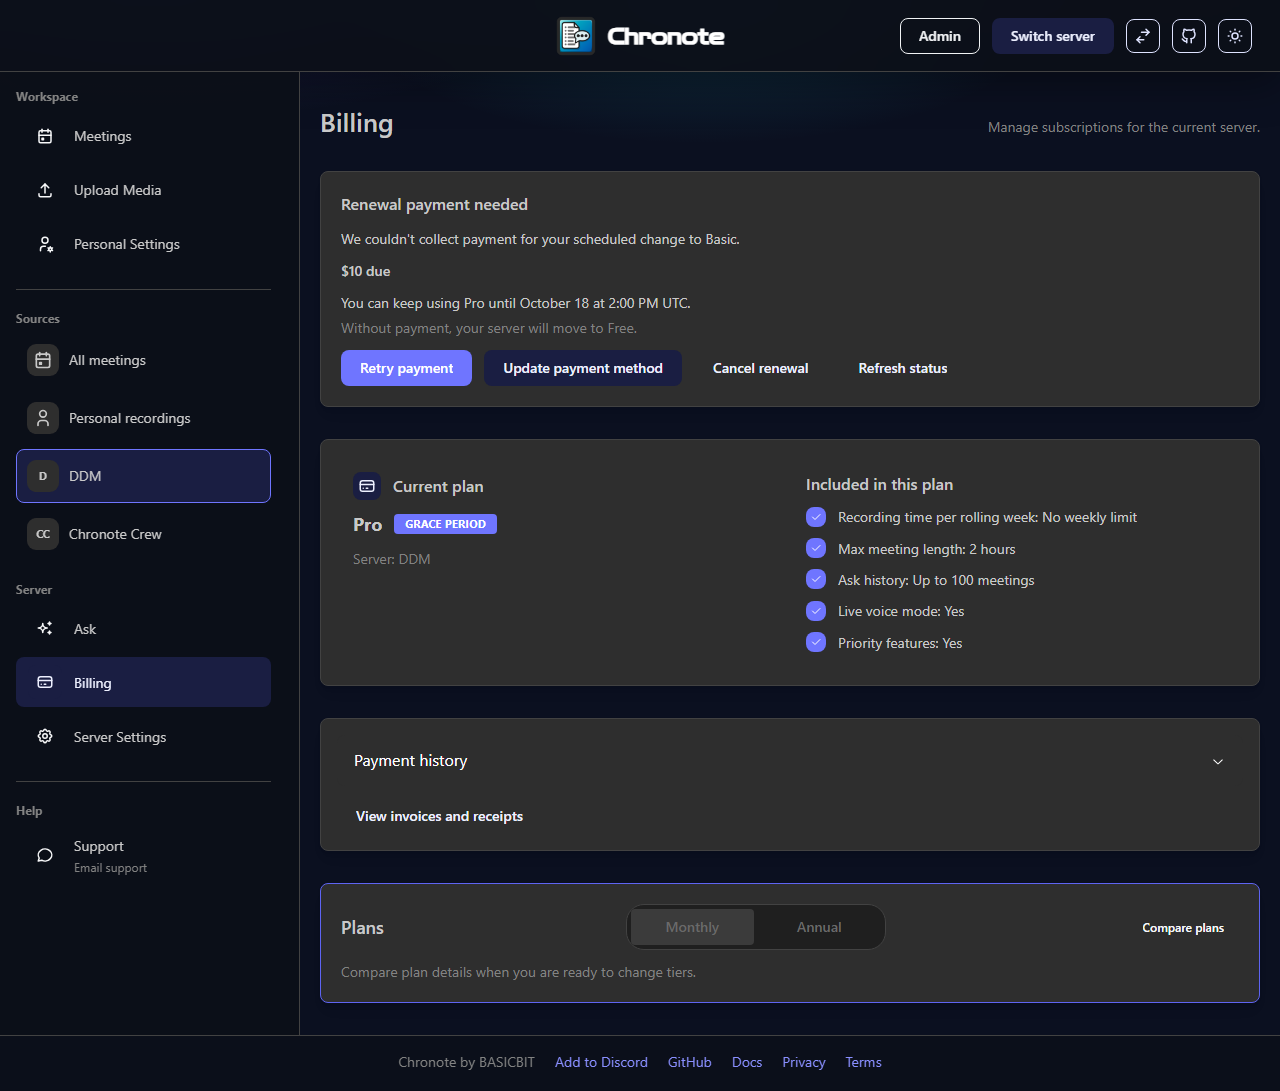 Chronote
Admin
Switch server
Workspace
Meetings
Upload Media
Personal Settings
Sources
All meetings
Personal recordings
D
DDM
CC
Chronote Crew
Server
Ask
Billing
Server Settings
Help
Support
Email support
Billing
Manage subscriptions for the current server.
Renewal payment needed
We couldn't collect payment for your scheduled change to Basic.
$10 due
You can keep using Pro until October 18 at 2:00 PM UTC.
Without payment, your server will move to Free.
Retry payment
Update payment method
Cancel renewal
Refresh status
Current plan
Pro
GRACE PERIOD
Server: DDM
Included in this plan
Recording time per rolling week: No weekly limit
Max meeting length: 2 hours
Ask history: Up to 100 meetings
Live voice mode: Yes
Priority features: Yes
Payment history
View invoices and receipts
Plans
Monthly
Annual
Compare plans
Compare plan details when you are ready to change tiers.
Chronote by BASICBIT
Add to Discord
GitHub
Docs
Privacy
Terms